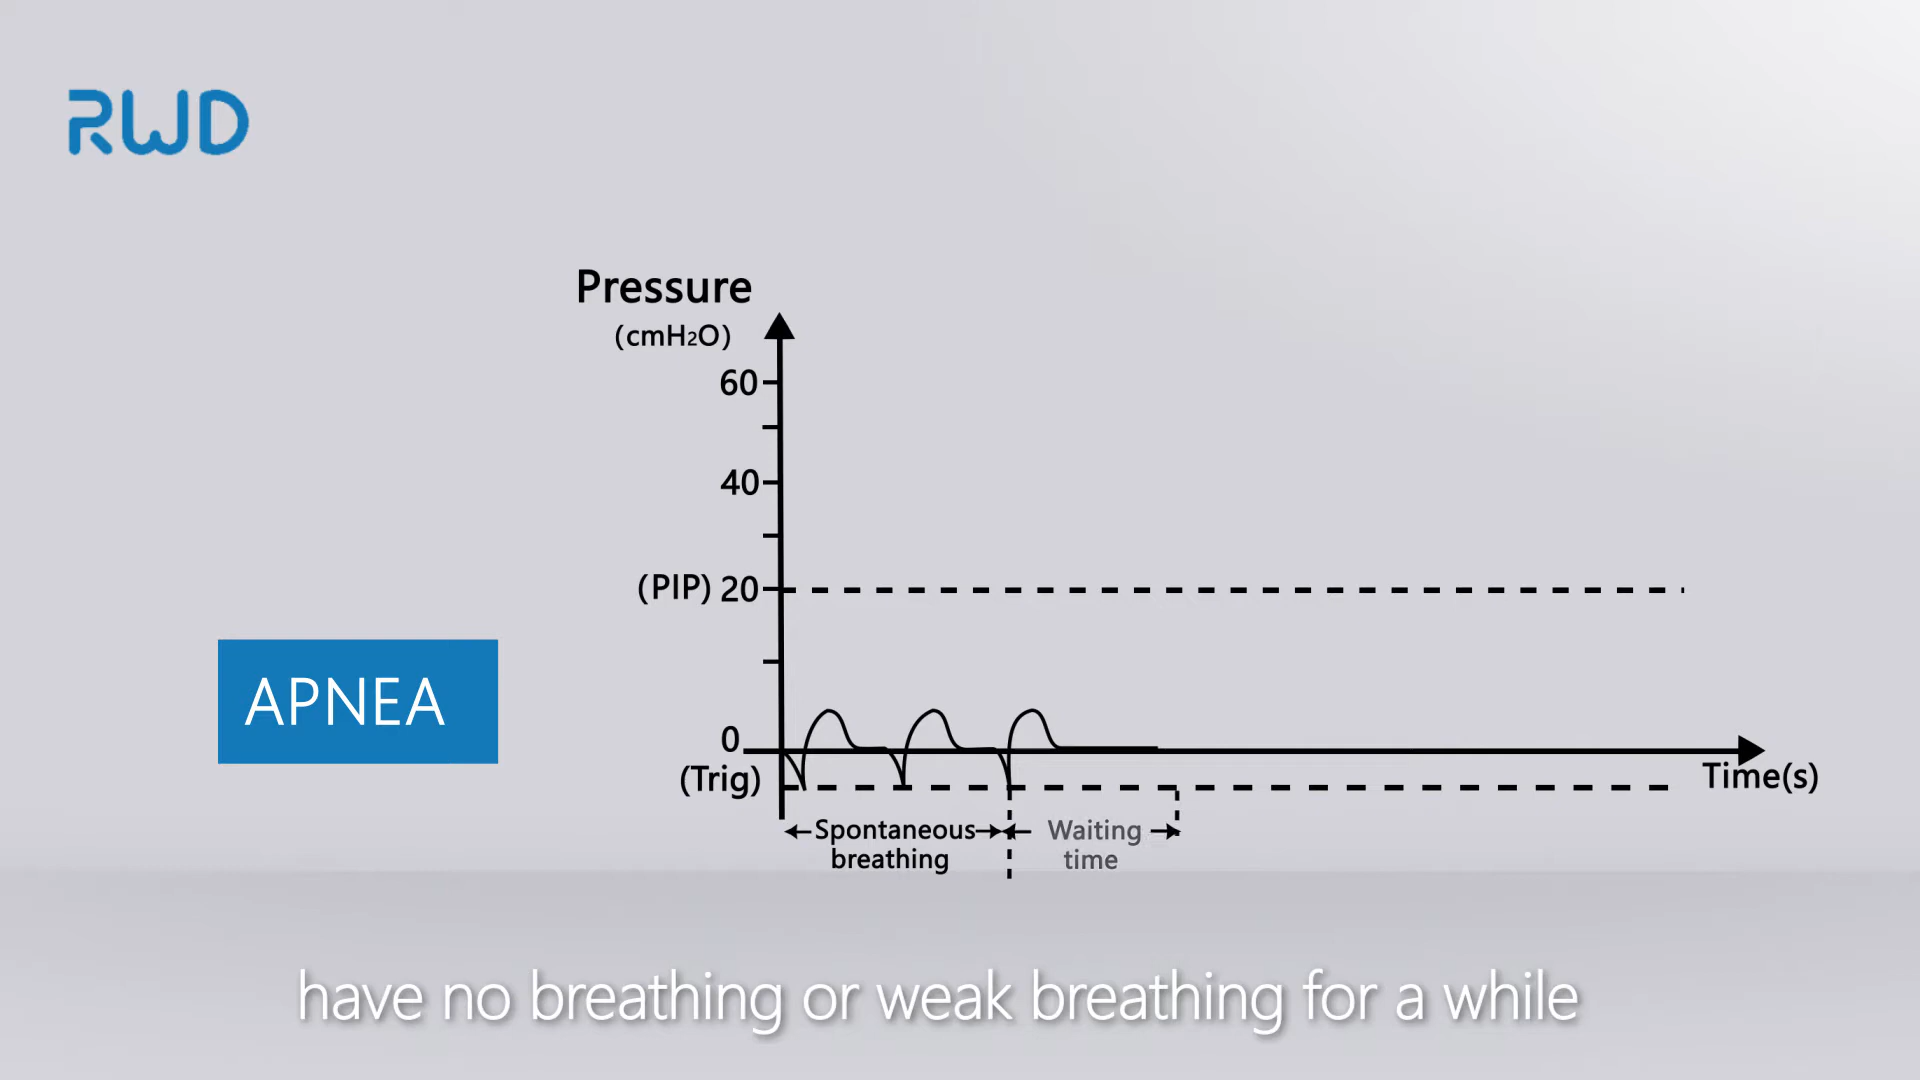 RWD
Pressure
(cmH₂O)
60
40
(PIP) 20
APNEA
0
(Trig)
Time(s)
Spontaneous
breathing
Waiting
time
have no breathing or weak breathing for a while